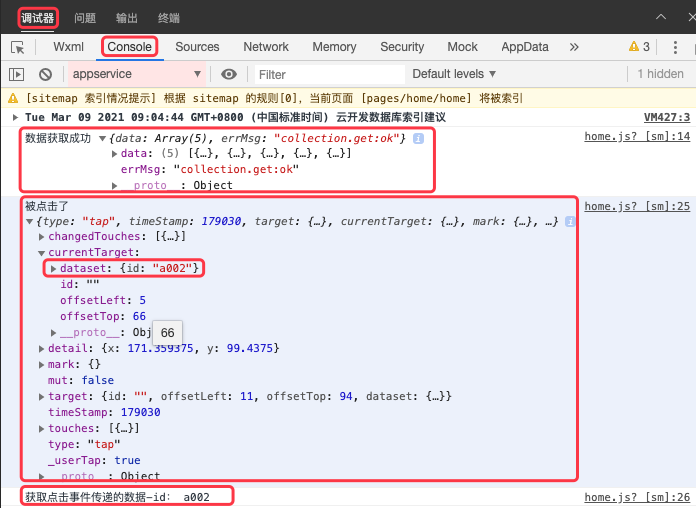 调试器 问题 输出 终端
Wxml Console Sources Network Memory Security Mock AppData » 3
appservice Filter Default levels 1 hidden
[sitemap 索引情况提示] 根据 sitemap 的规则[0]，当前页面 [pages/home/home] 将被索引
Tue Mar 09 2021 09:04:44 GMT+0800 (中国标准时间) 云开发数据库索引建议 VM427:3
数据获取成功 {data: Array(5), errMsg: "collection.get:ok"} home.js? [sm]:14
data: (5) [{…}, {…}, {…}, {…}, {…}]
errMsg: "collection.get:ok"
__proto__: Object
被点击了 home.js? [sm]:25
{type: "tap", timeStamp: 179030, target: {…}, currentTarget: {…}, mark: {…}, …}
changedTouches: [{…}]
currentTarget:
dataset: {id: "a002"}
id: ""
offsetLeft: 5
offsetTop: 66
__proto__: Obj 66
detail: {x: 171.359375, y: 99.4375}
mark: {}
mut: false
target: {id: "", offsetLeft: 11, offsetTop: 94, dataset: {…}}
timeStamp: 179030
touches: [{…}]
type: "tap"
_userTap: true
__proto__: Object
获取点击事件传递的数据-id: a002 home.js? [sm]:26